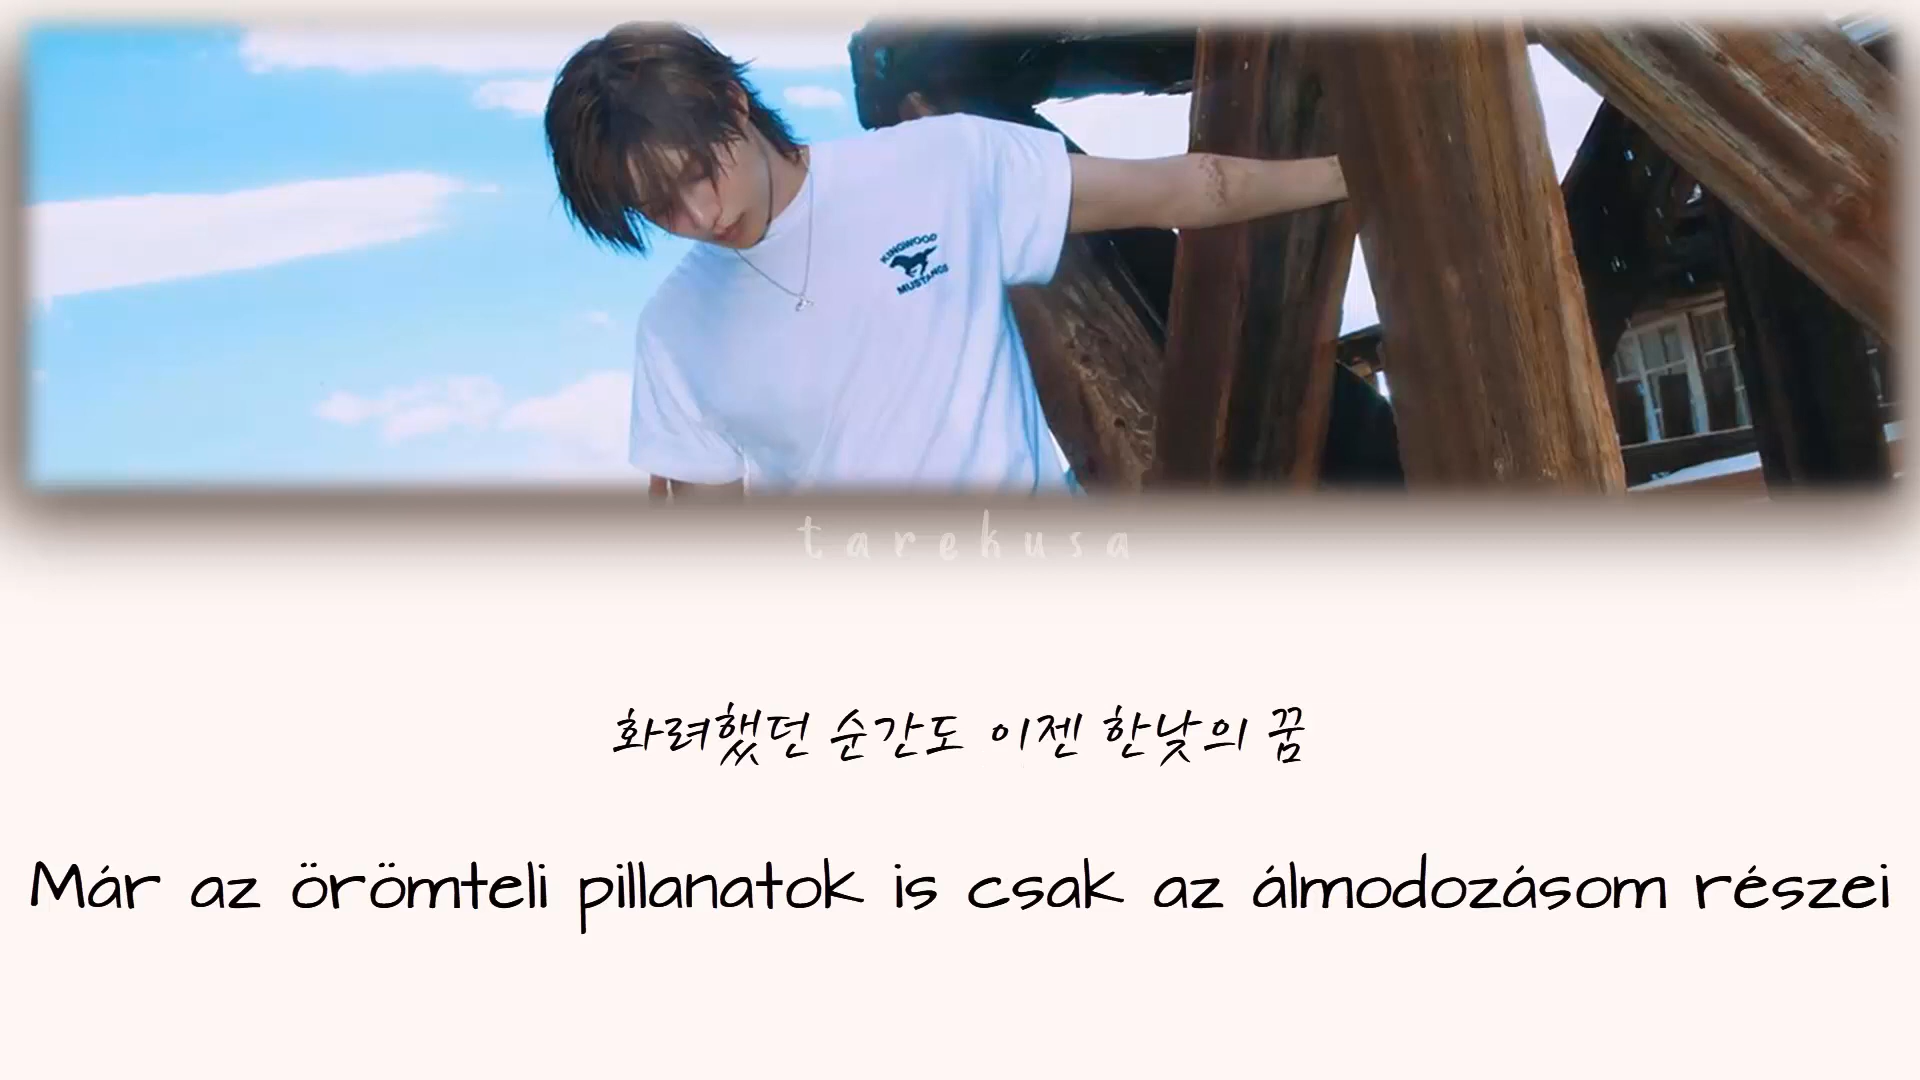 KINGWOOD
MUSTANGS
tarekusa
화려했던 순간도 이젠 한낮의 꿈
Már az örömteli pillanatok is csak az álmodozásom részei